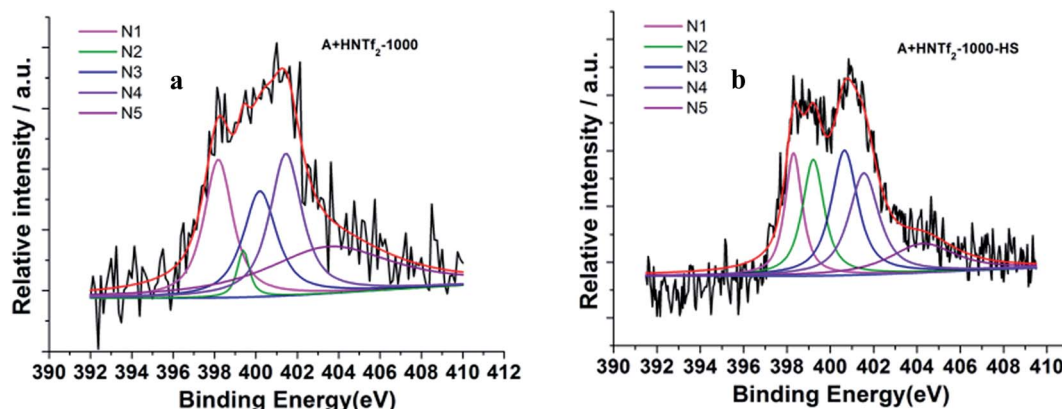 N1
N2
N3
N4
N5
a
A+HNTf₂-1000
Relative intensity / a.u.
390 392 394 396 398 400 402 404 406 408 410 412
Binding Energy(eV)
N1
N2
N3
N4
N5
b
A+HNTf₂-1000-HS
Relative intensity / a.u.
390 392 394 396 398 400 402 404 406 408 410
Binding Energy(eV)